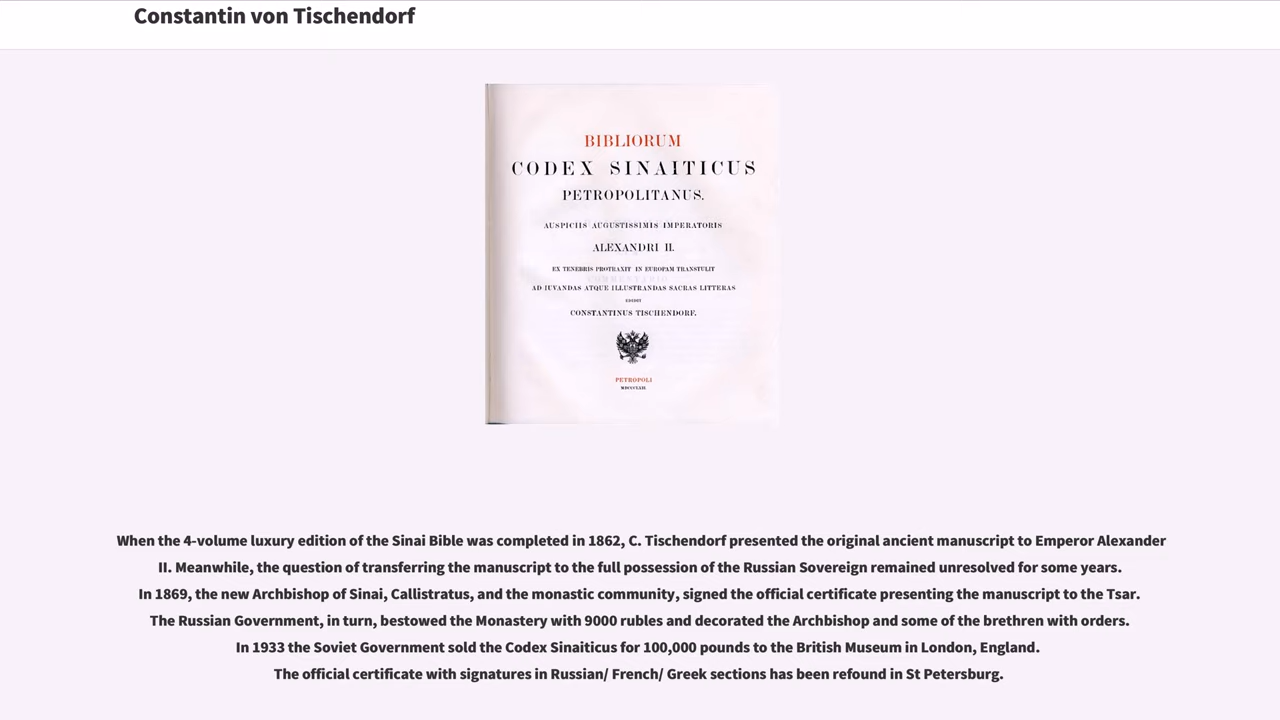 Constantin von Tischendorf
BIBLIORUM
CODEX SINAITICUS
PETROPOLITANUS.
AUSPICIIS AUGUSTISSIMIS IMPERATORIS
ALEXANDRI II.
EX TENEBRIS PROTRAXIT IN EUROPAM TRANSTULIT
AD IUVANDAS ATQUE ILLUSTRANDAS SACRAS LITTERAS
CONSTANTINUS TISCHENDORF.
PETROPOLI
When the 4-volume luxury edition of the Sinai Bible was completed in 1862, C. Tischendorf presented the original ancient manuscript to Emperor Alexander
II. Meanwhile, the question of transferring the manuscript to the full possession of the Russian Sovereign remained unresolved for some years.
In 1869, the new Archbishop of Sinai, Callistratus, and the monastic community, signed the official certificate presenting the manuscript to the Tsar.
The Russian Government, in turn, bestowed the Monastery with 9000 rubles and decorated the Archbishop and some of the brethren with orders.
In 1933 the Soviet Government sold the Codex Sinaiticus for 100,000 pounds to the British Museum in London, England.
The official certificate with signatures in Russian/ French/ Greek sections has been refound in St Petersburg.